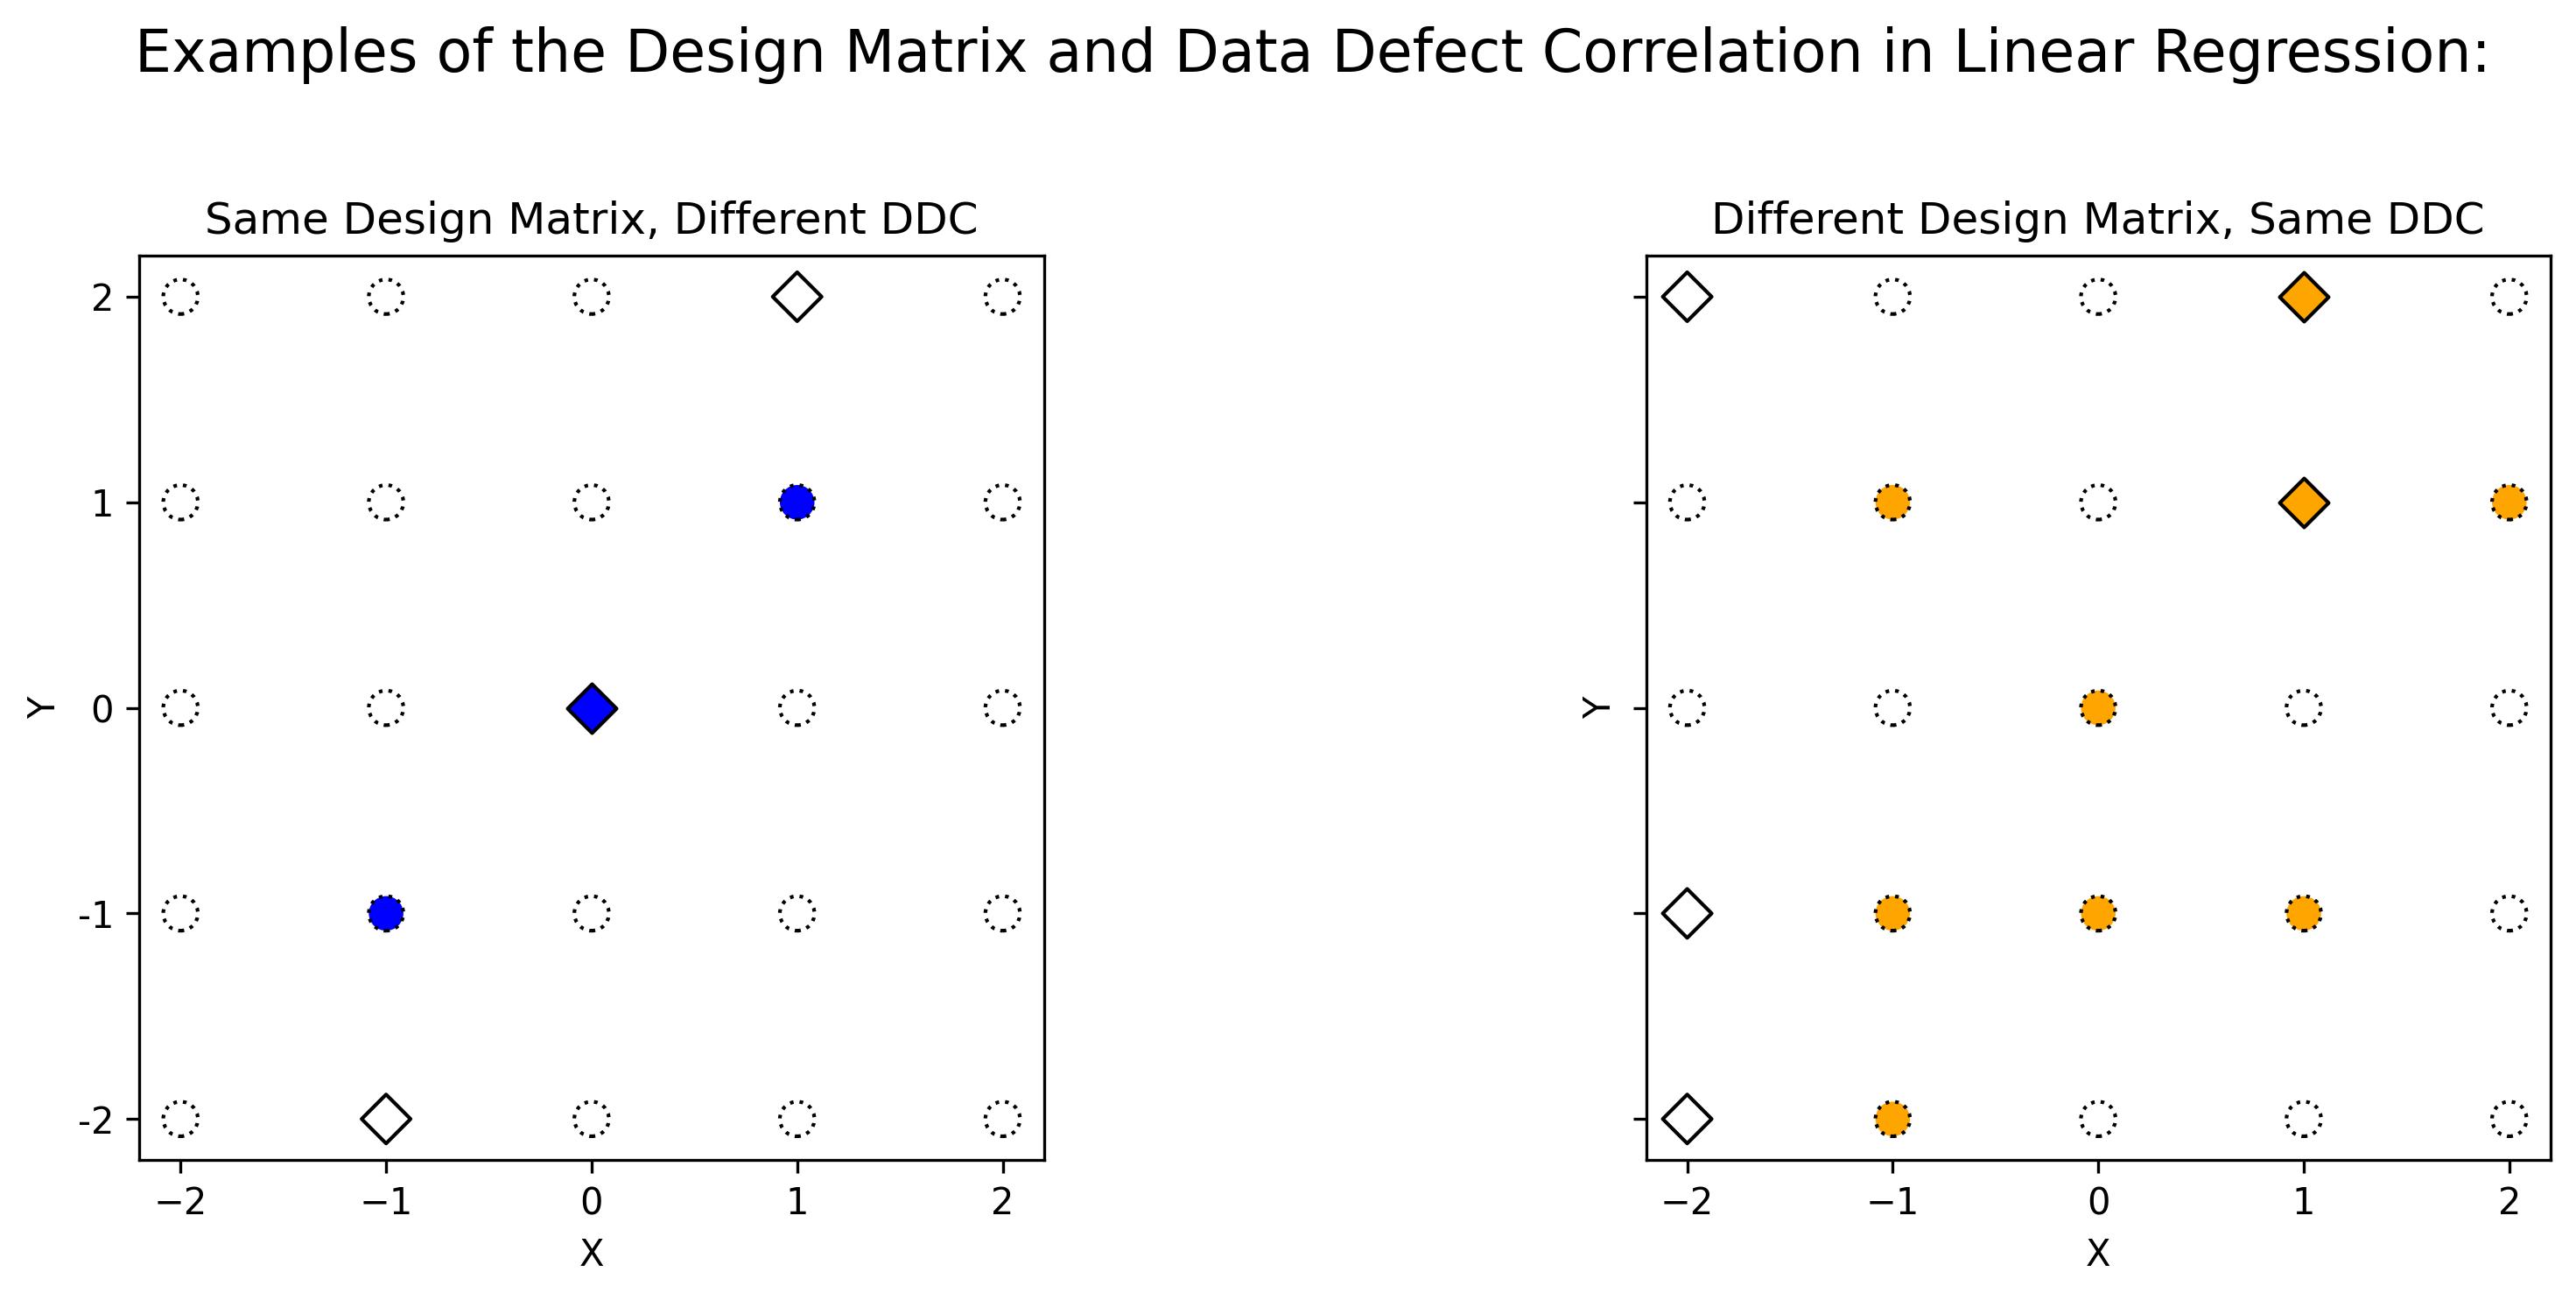 Examples of the Design Matrix and Data Defect Correlation in Linear Regression:
Same Design Matrix, Different DDC
2
1
0
-1
-2
Y
−2 −1 0 1 2
X
Different Design Matrix, Same DDC
Y
−2 −1 0 1 2
X